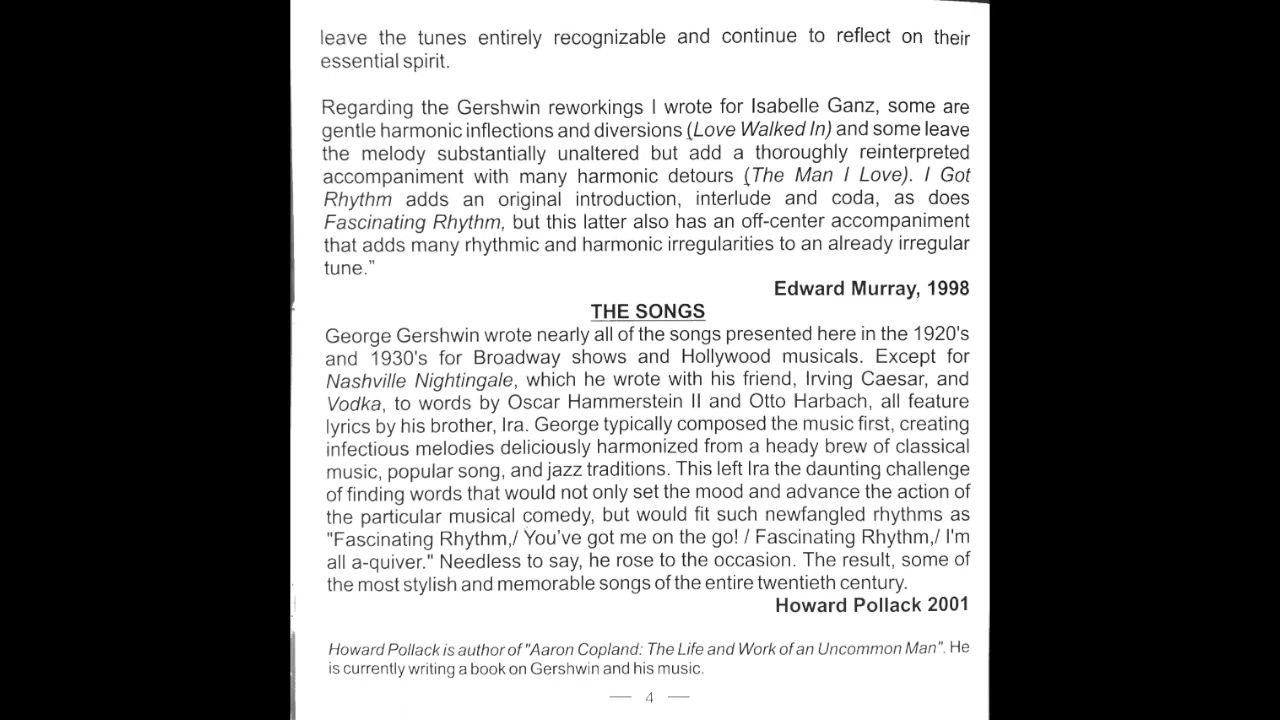 leave the tunes entirely recognizable and continue to reflect on their
essential spirit.
Regarding the Gershwin reworkings I wrote for Isabelle Ganz, some are
gentle harmonic inflections and diversions (Love Walked In) and some leave
the melody substantially unaltered but add a thoroughly reinterpreted
accompaniment with many harmonic detours (The Man I Love). I Got
Rhythm adds an original introduction, interlude and coda, as does
Fascinating Rhythm, but this latter also has an off-center accompaniment
that adds many rhythmic and harmonic irregularities to an already irregular
tune.”
Edward Murray, 1998
THE SONGS
George Gershwin wrote nearly all of the songs presented here in the 1920's
and 1930's for Broadway shows and Hollywood musicals. Except for
Nashville Nightingale, which he wrote with his friend, Irving Caesar, and
Vodka, to words by Oscar Hammerstein II and Otto Harbach, all feature
lyrics by his brother, Ira. George typically composed the music first, creating
infectious melodies deliciously harmonized from a heady brew of classical
music, popular song, and jazz traditions. This left Ira the daunting challenge
of finding words that would not only set the mood and advance the action of
the particular musical comedy, but would fit such newfangled rhythms as
"Fascinating Rhythm,/ You’ve got me on the go! / Fascinating Rhythm,/ I'm
all a-quiver." Needless to say, he rose to the occasion. The result, some of
the most stylish and memorable songs of the entire twentieth century.
Howard Pollack 2001
Howard Pollack is author of "Aaron Copland: The Life and Work of an Uncommon Man". He
is currently writing a book on Gershwin and his music.
— 4 —